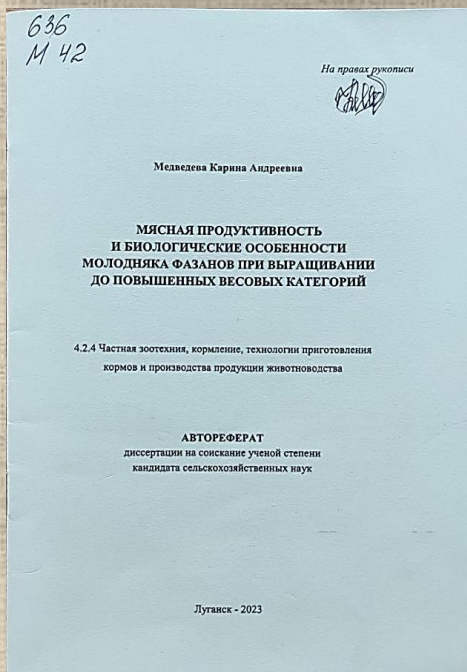 636
М 42
На правах рукописи
Медведева Карина Андреевна
МЯСНАЯ ПРОДУКТИВНОСТЬ
И БИОЛОГИЧЕСКИЕ ОСОБЕННОСТИ
МОЛОДНЯКА ФАЗАНОВ ПРИ ВЫРАЩИВАНИИ
ДО ПОВЫШЕННЫХ ВЕСОВЫХ КАТЕГОРИЙ
4.2.4 Частная зоотехния, кормление, технологии приготовления
кормов и производства продукции животноводства
АВТОРЕФЕРАТ
диссертации на соискание ученой степени
кандидата сельскохозяйственных наук
Луганск - 2023